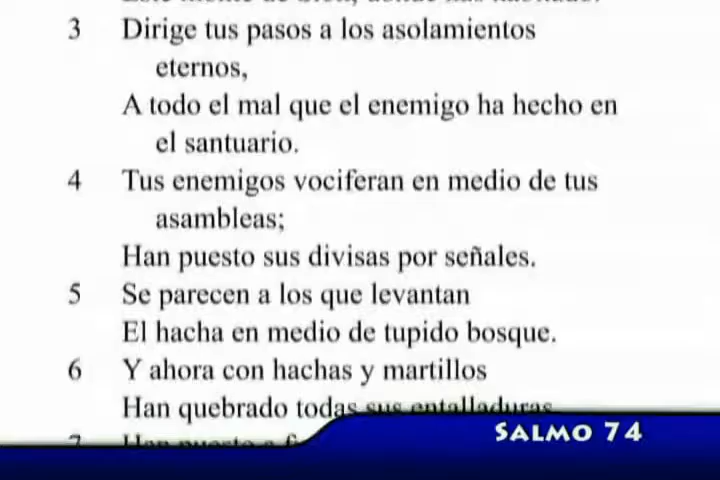 3 Dirige tus pasos a los asolamientos
eternos,
A todo el mal que el enemigo ha hecho en
el santuario.
4 Tus enemigos vociferan en medio de tus
asambleas;
Han puesto sus divisas por señales.
5 Se parecen a los que levantan
El hacha en medio de tupido bosque.
6 Y ahora con hachas y martillos
Han quebrado todas sus entalladuras
SALMO 74